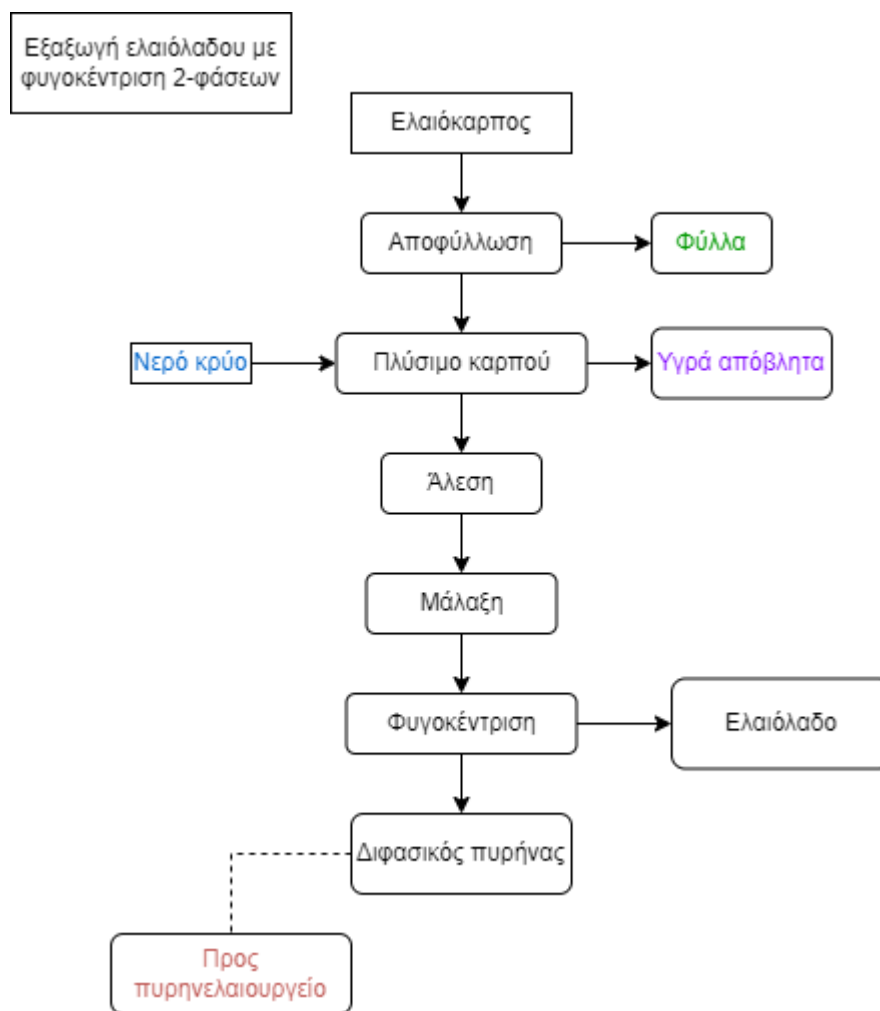 Εξαξωγή ελαιόλαδου με
φυγοκέντριση 2-φάσεων
Ελαιόκαρπος
Αποφύλλωση
Φύλλα
Νερό κρύο
Πλύσιμο καρπού
Υγρά απόβλητα
Άλεση
Μάλαξη
Φυγοκέντριση
Ελαιόλαδο
Διφασικός πυρήνας
Προς
πυρηνελαιουργείο